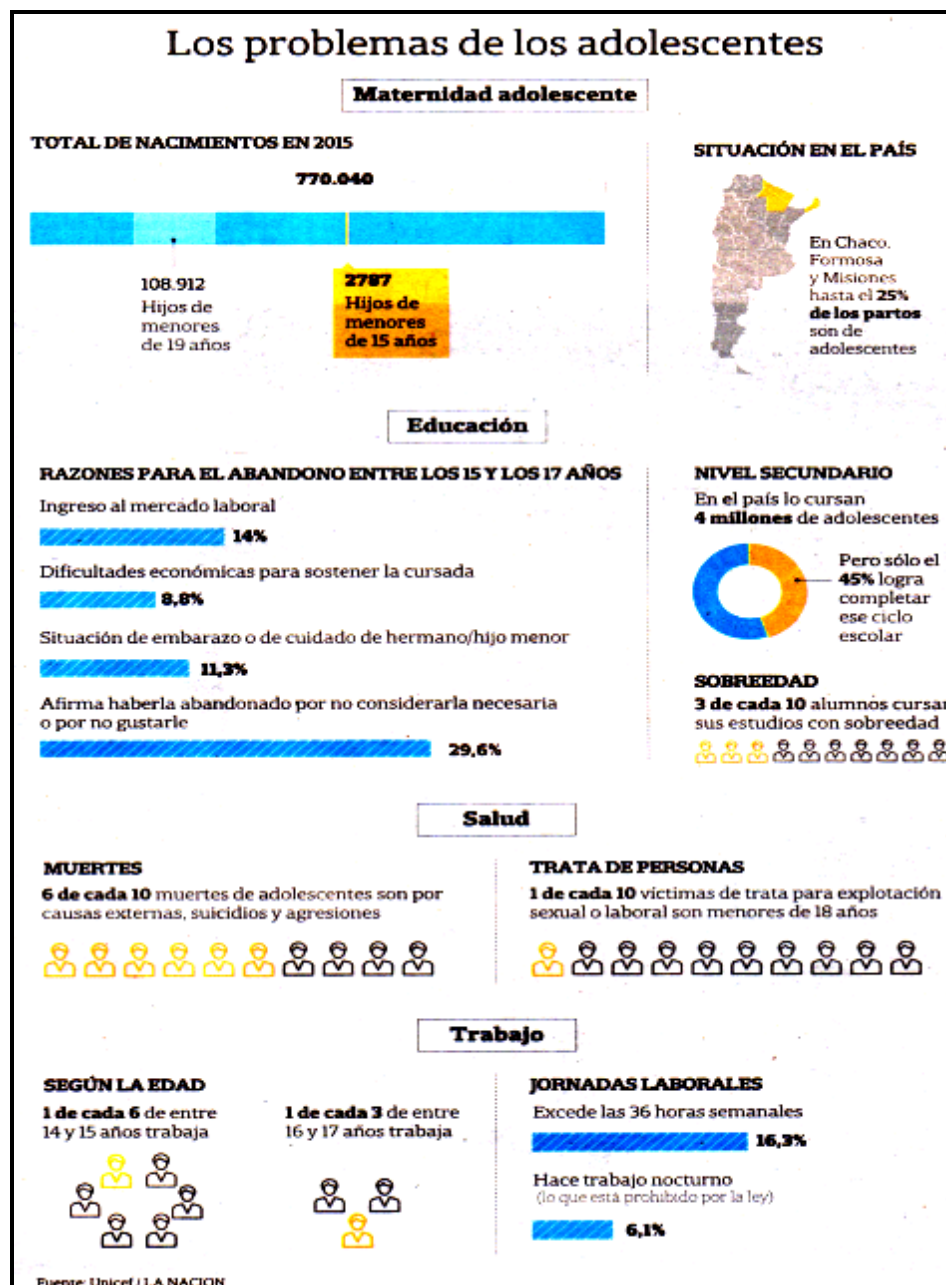 Los problemas de los adolescentes
Maternidad adolescente
TOTAL DE NACIMIENTOS EN 2015
770.040
108.912
Hijos de
menores
de 19 años
2787
Hijos de
menores
de 15 años
SITUACIÓN EN EL PAÍS
En Chaco,
Formosa
y Misiones
hasta el 25%
de los partos
son de
adolescentes
Educación
RAZONES PARA EL ABANDONO ENTRE LOS 15 Y LOS 17 AÑOS
Ingreso al mercado laboral
14%
Dificultades económicas para sostener la cursada
8,8%
Situación de embarazo o de cuidado de hermano/hijo menor
11,3%
Afirma haberla abandonado por no considerarla necesaria
o por no gustarle
29,6%
NIVEL SECUNDARIO
En el país lo cursan
4 millones de adolescentes
Pero sólo el
45% logra
completar
ese ciclo
escolar
SOBREEDAD
3 de cada 10 alumnos cursan
sus estudios con sobreedad
Salud
MUERTES
6 de cada 10 muertes de adolescentes son por
causas externas, suicidios y agresiones
TRATA DE PERSONAS
1 de cada 10 víctimas de trata para explotación
sexual o laboral son menores de 18 años
Trabajo
SEGÚN LA EDAD
1 de cada 6 de entre
14 y 15 años trabaja
1 de cada 3 de entre
16 y 17 años trabaja
JORNADAS LABORALES
Excede las 36 horas semanales
16,3%
Hace trabajo nocturno
(lo que está prohibido por la ley)
6,1%
Fuente: Unicef / LA NACION